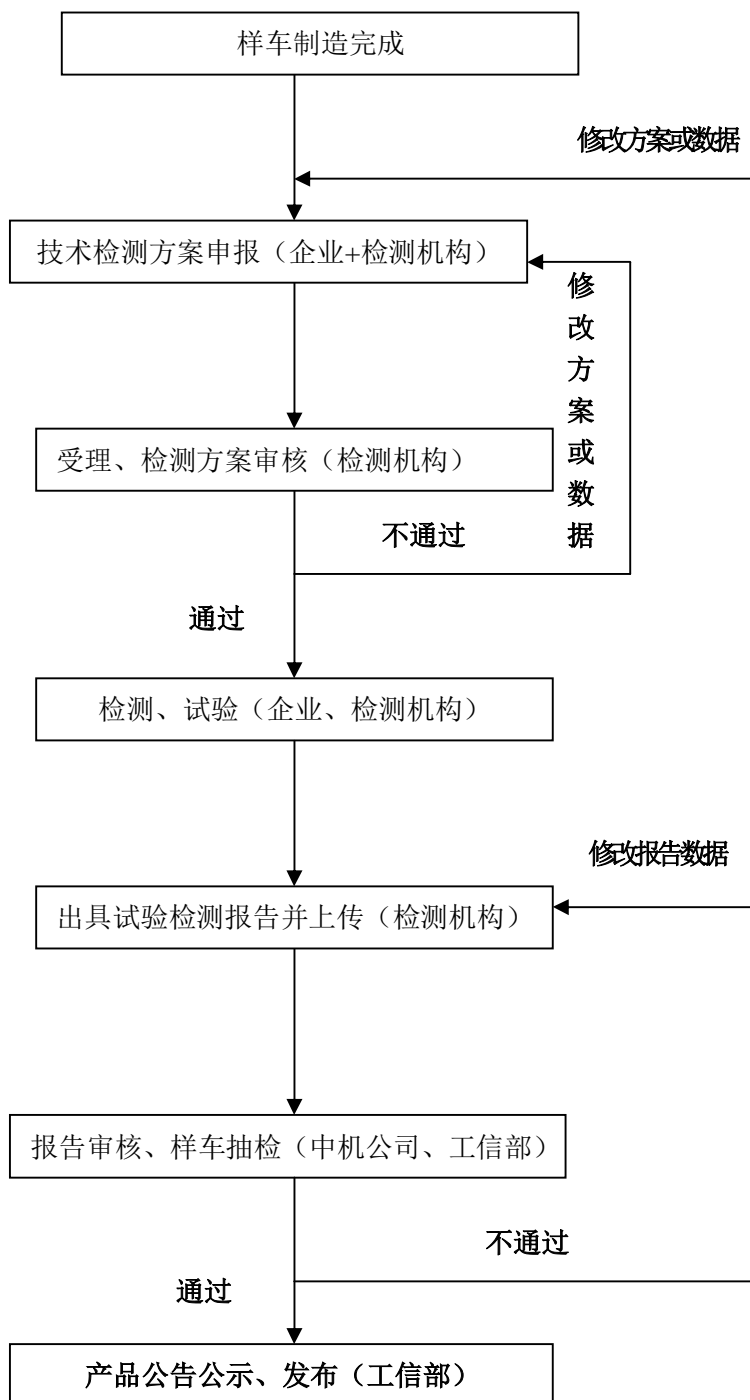 样车制造完成
修改方案或数据
技术检测方案申报（企业+检测机构）
修改方案或数据
受理、检测方案审核（检测机构）
不通过
通过
检测、试验（企业、检测机构）
修改报告数据
出具试验检测报告并上传（检测机构）
报告审核、样车抽检（中机公司、工信部）
不通过
通过
产品公告公示、发布（工信部）